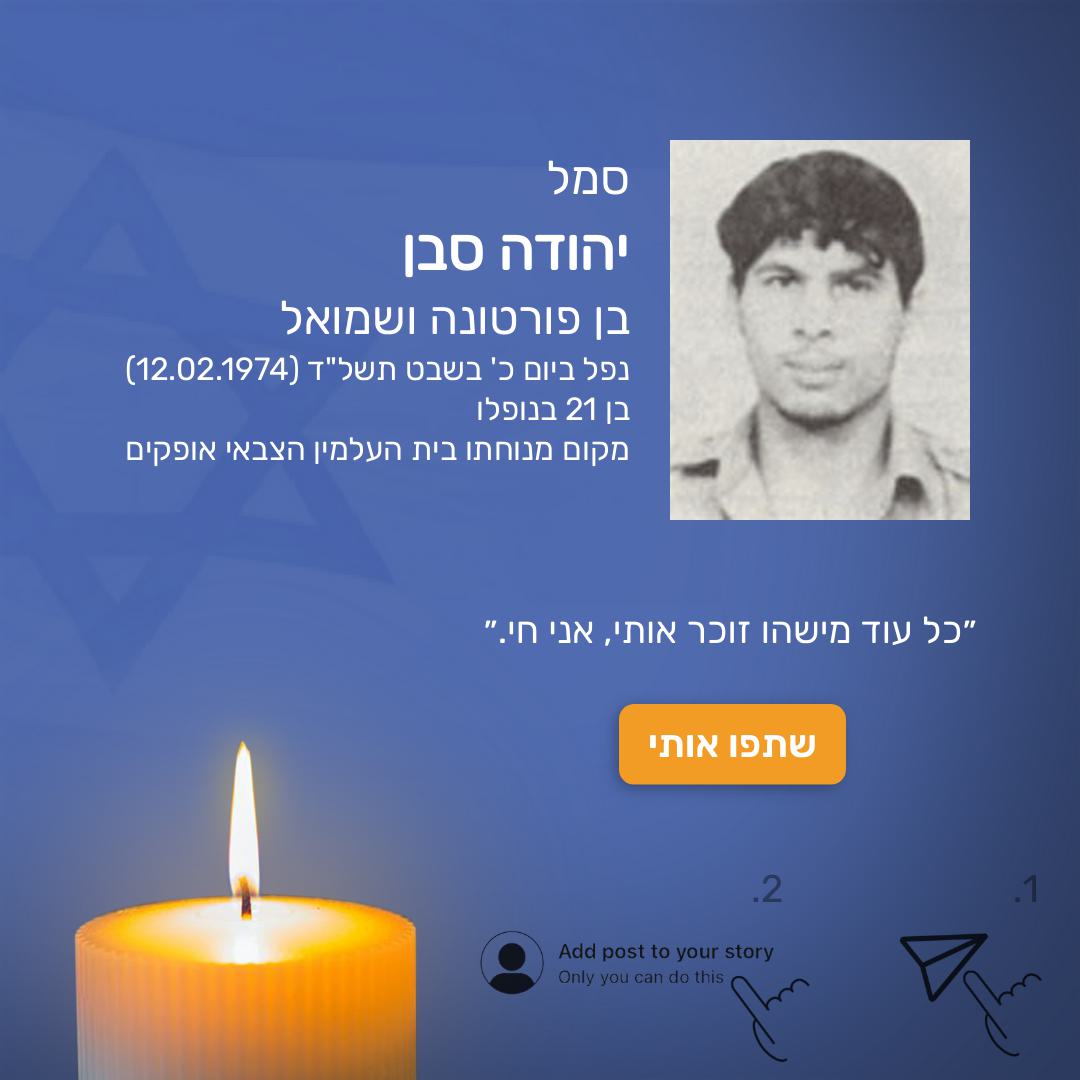 סמל
יהודה סבן
בן פורטונה ושמואל
נפל ביום כ' בשבט תשל"ד (12.02.1974)
בן 21 בנופלו
מקום מנוחתו בית העלמין הצבאי אופקים
״כל עוד מישהו זוכר אותי, אני חי.״
שתפו אותי
1.
2.
Add post to your story
Only you can do this